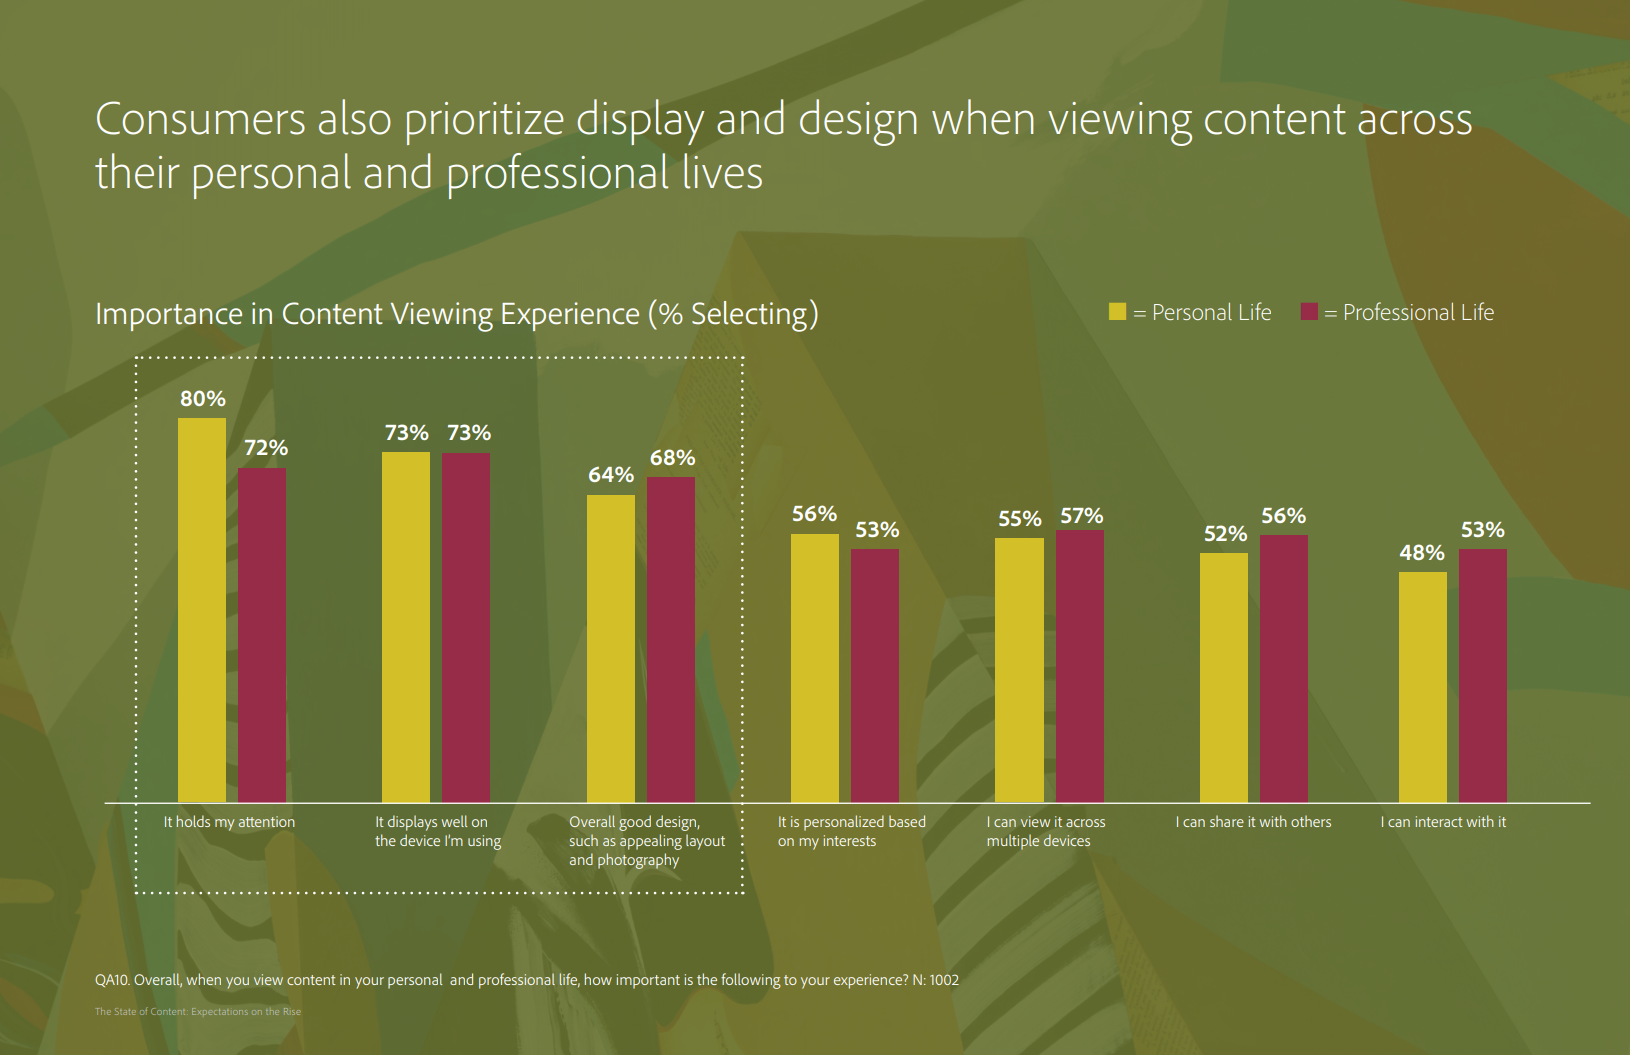 Consumers also prioritize display and design when viewing content across
their personal and professional lives
Importance in Content Viewing Experience (% Selecting)
= Personal Life
= Professional Life
80%
72%
73%
73%
64%
68%
56%
53%
55%
57%
52%
56%
48%
53%
It holds my attention
It displays well on
the device I'm using
Overall good design,
such as appealing layout
and photography
It is personalized based
on my interests
I can view it across
multiple devices
I can share it with others
I can interact with it
QA10. Overall, when you view content in your personal and professional life, how important is the following to your experience? N: 1002
The State of Content: Expectations on the Rise